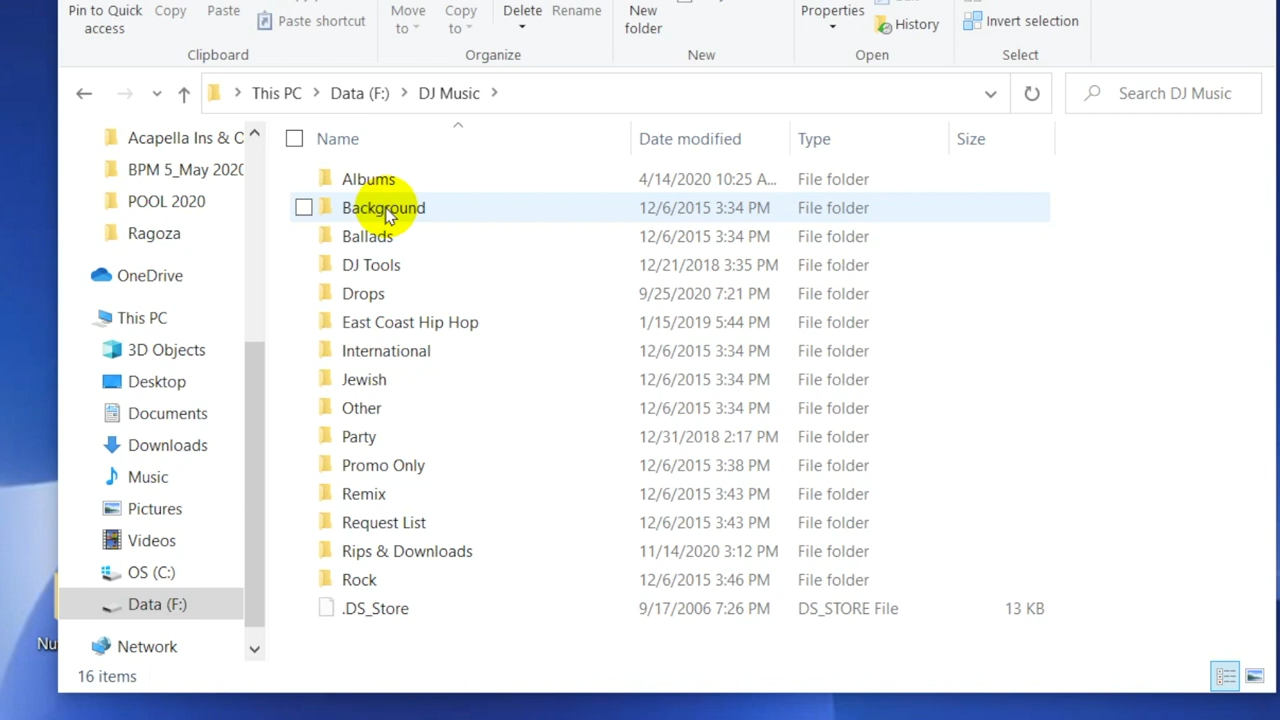 Pin to Quick access
Copy
Paste
Paste shortcut
Move to
Copy to
Delete
Rename
New folder
Properties
History
Invert selection
Clipboard
Organize
New
Open
Select
This PC > Data (F:) > DJ Music >
Search DJ Music
Acapella Ins & O
BPM 5_May 2020
POOL 2020
Ragoza
OneDrive
This PC
3D Objects
Desktop
Documents
Downloads
Music
Pictures
Videos
OS (C:)
Data (F:)
Network
Name Date modified Type Size
Albums 4/14/2020 10:25 A... File folder
Background 12/6/2015 3:34 PM File folder
Ballads 12/6/2015 3:34 PM File folder
DJ Tools 12/21/2018 3:35 PM File folder
Drops 9/25/2020 7:21 PM File folder
East Coast Hip Hop 1/15/2019 5:44 PM File folder
International 12/6/2015 3:34 PM File folder
Jewish 12/6/2015 3:34 PM File folder
Other 12/6/2015 3:34 PM File folder
Party 12/31/2018 2:17 PM File folder
Promo Only 12/6/2015 3:38 PM File folder
Remix 12/6/2015 3:43 PM File folder
Request List 12/6/2015 3:43 PM File folder
Rips & Downloads 11/14/2020 3:12 PM File folder
Rock 12/6/2015 3:46 PM File folder
.DS_Store 9/17/2006 7:26 PM DS_STORE File 13 KB
16 items
Nu